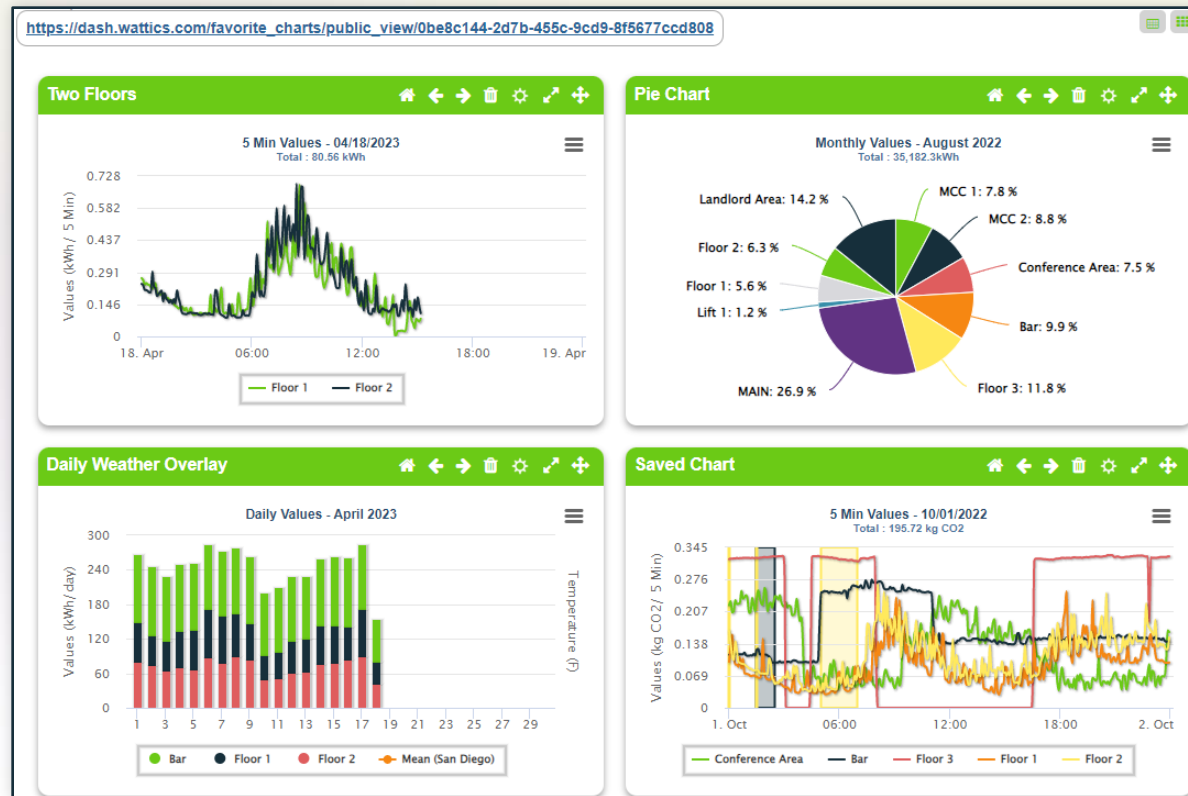 https://dash.wattics.com/favorite_charts/public_view/0be8c144-2d7b-455c-9cd9-8f5677ccd808
Two Floors
5 Min Values - 04/18/2023
Total : 80.56 kWh
Values (kWh/ 5 Min)
0.728
0.582
0.437
0.291
0.146
0
18. Apr 06:00 12:00 18:00 19. Apr
Floor 1 Floor 2
Pie Chart
Monthly Values - August 2022
Total : 35,182.3kWh
Landlord Area: 14.2 %
MCC 1: 7.8 %
MCC 2: 8.8 %
Floor 2: 6.3 %
Conference Area: 7.5 %
Floor 1: 5.6 %
Lift 1: 1.2 %
Bar: 9.9 %
MAIN: 26.9 %
Floor 3: 11.8 %
Daily Weather Overlay
Daily Values - April 2023
Values (kWh/day)
300
240
180
120
60
0
Temperature (F)
1 3 5 7 9 11 13 15 17 19 21 23 25 27 29
Bar Floor 1 Floor 2 Mean (San Diego)
Saved Chart
5 Min Values - 10/01/2022
Total : 195.72 kg CO2
Values (kg CO2/ 5 Min)
0.345
0.276
0.207
0.138
0.069
0
1. Oct 06:00 12:00 18:00 2. Oct
Conference Area Bar Floor 3 Floor 1 Floor 2